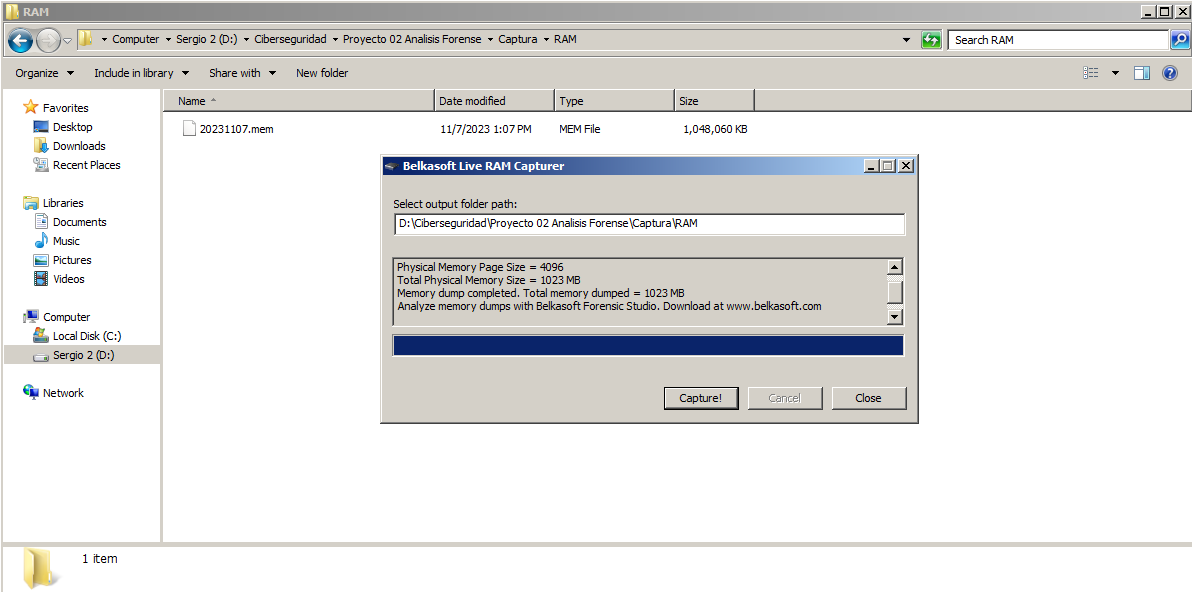 RAM
Computer Sergio 2 (D:) Ciberseguridad Proyecto 02 Analisis Forense Captura RAM
Search RAM
Organize Include in library Share with New folder
Name Date modified Type Size
20231107.mem 11/7/2023 1:07 PM MEM File 1,048,060 KB
Favorites
Desktop
Downloads
Recent Places
Libraries
Documents
Music
Pictures
Videos
Computer
Local Disk (C:)
Sergio 2 (D:)
Network
Belkasoft Live RAM Capturer
Select output folder path:
D:\Ciberseguridad\Proyecto 02 Analisis Forense\Captura\RAM
Physical Memory Page Size = 4096
Total Physical Memory Size = 1023 MB
Memory dump completed. Total memory dumped = 1023 MB
Analyze memory dumps with Belkasoft Forensic Studio. Download at www.belkasoft.com
Capture! Cancel Close
1 item